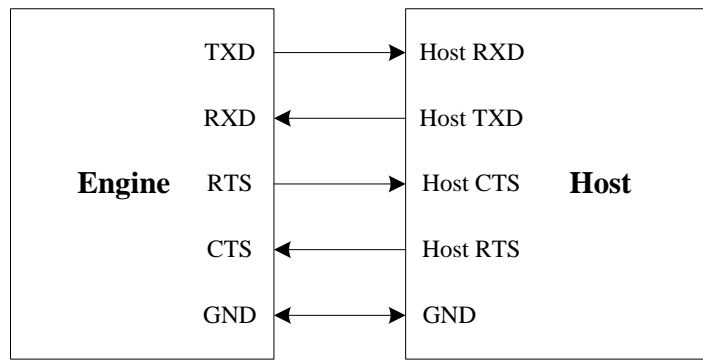 TXD Host RXD
RXD Host TXD
Engine RTS Host CTS Host
CTS Host RTS
GND GND